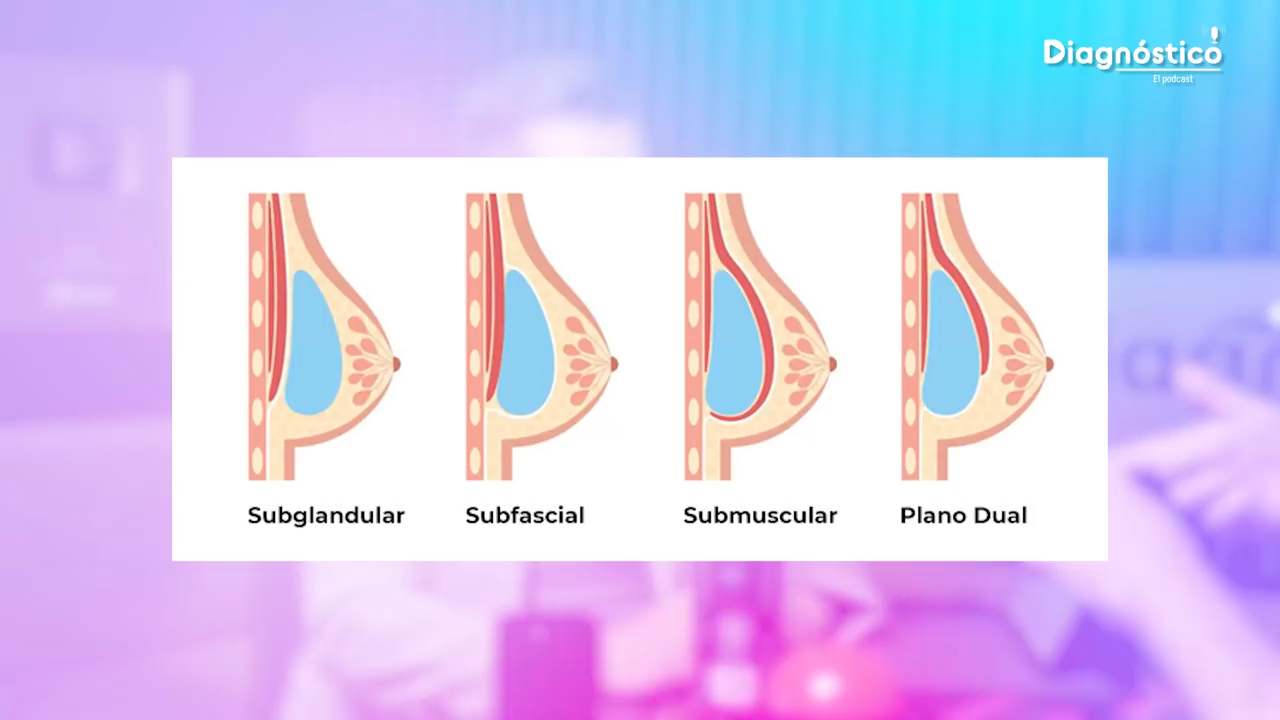 Diagnóstico
El podcast
Subglandular
Subfascial
Submuscular
Plano Dual